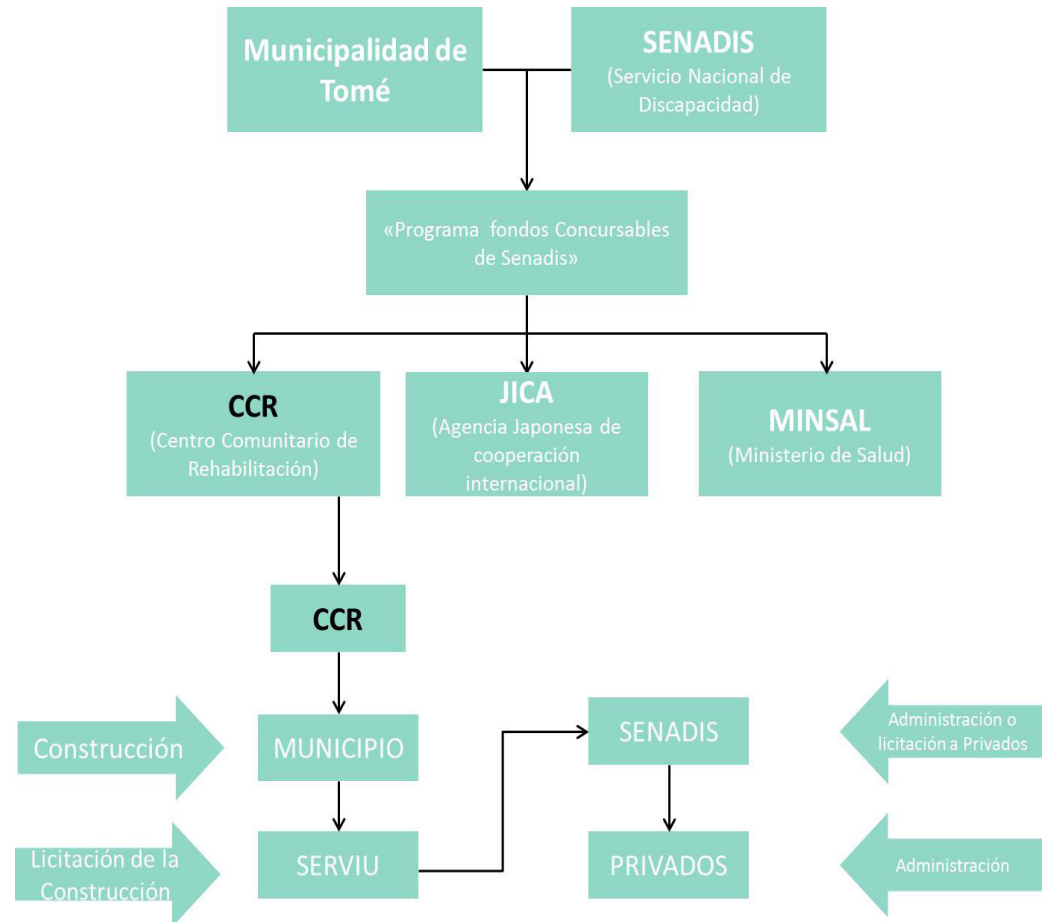 Municipalidad de
Tomé
SENADIS
(Servicio Nacional de
Discapacidad)
«Programa fondos Concursables
de Senadis»
CCR
(Centro Comunitario de
Rehabilitación)
JICA
(Agencia Japonesa de
cooperación
internacional)
MINSAL
(Ministerio de Salud)
CCR
Construcción
MUNICIPIO
SENADIS
Administración o
licitación a Privados
Licitación de la
Construcción
SERVIU
PRIVADOS
Administración